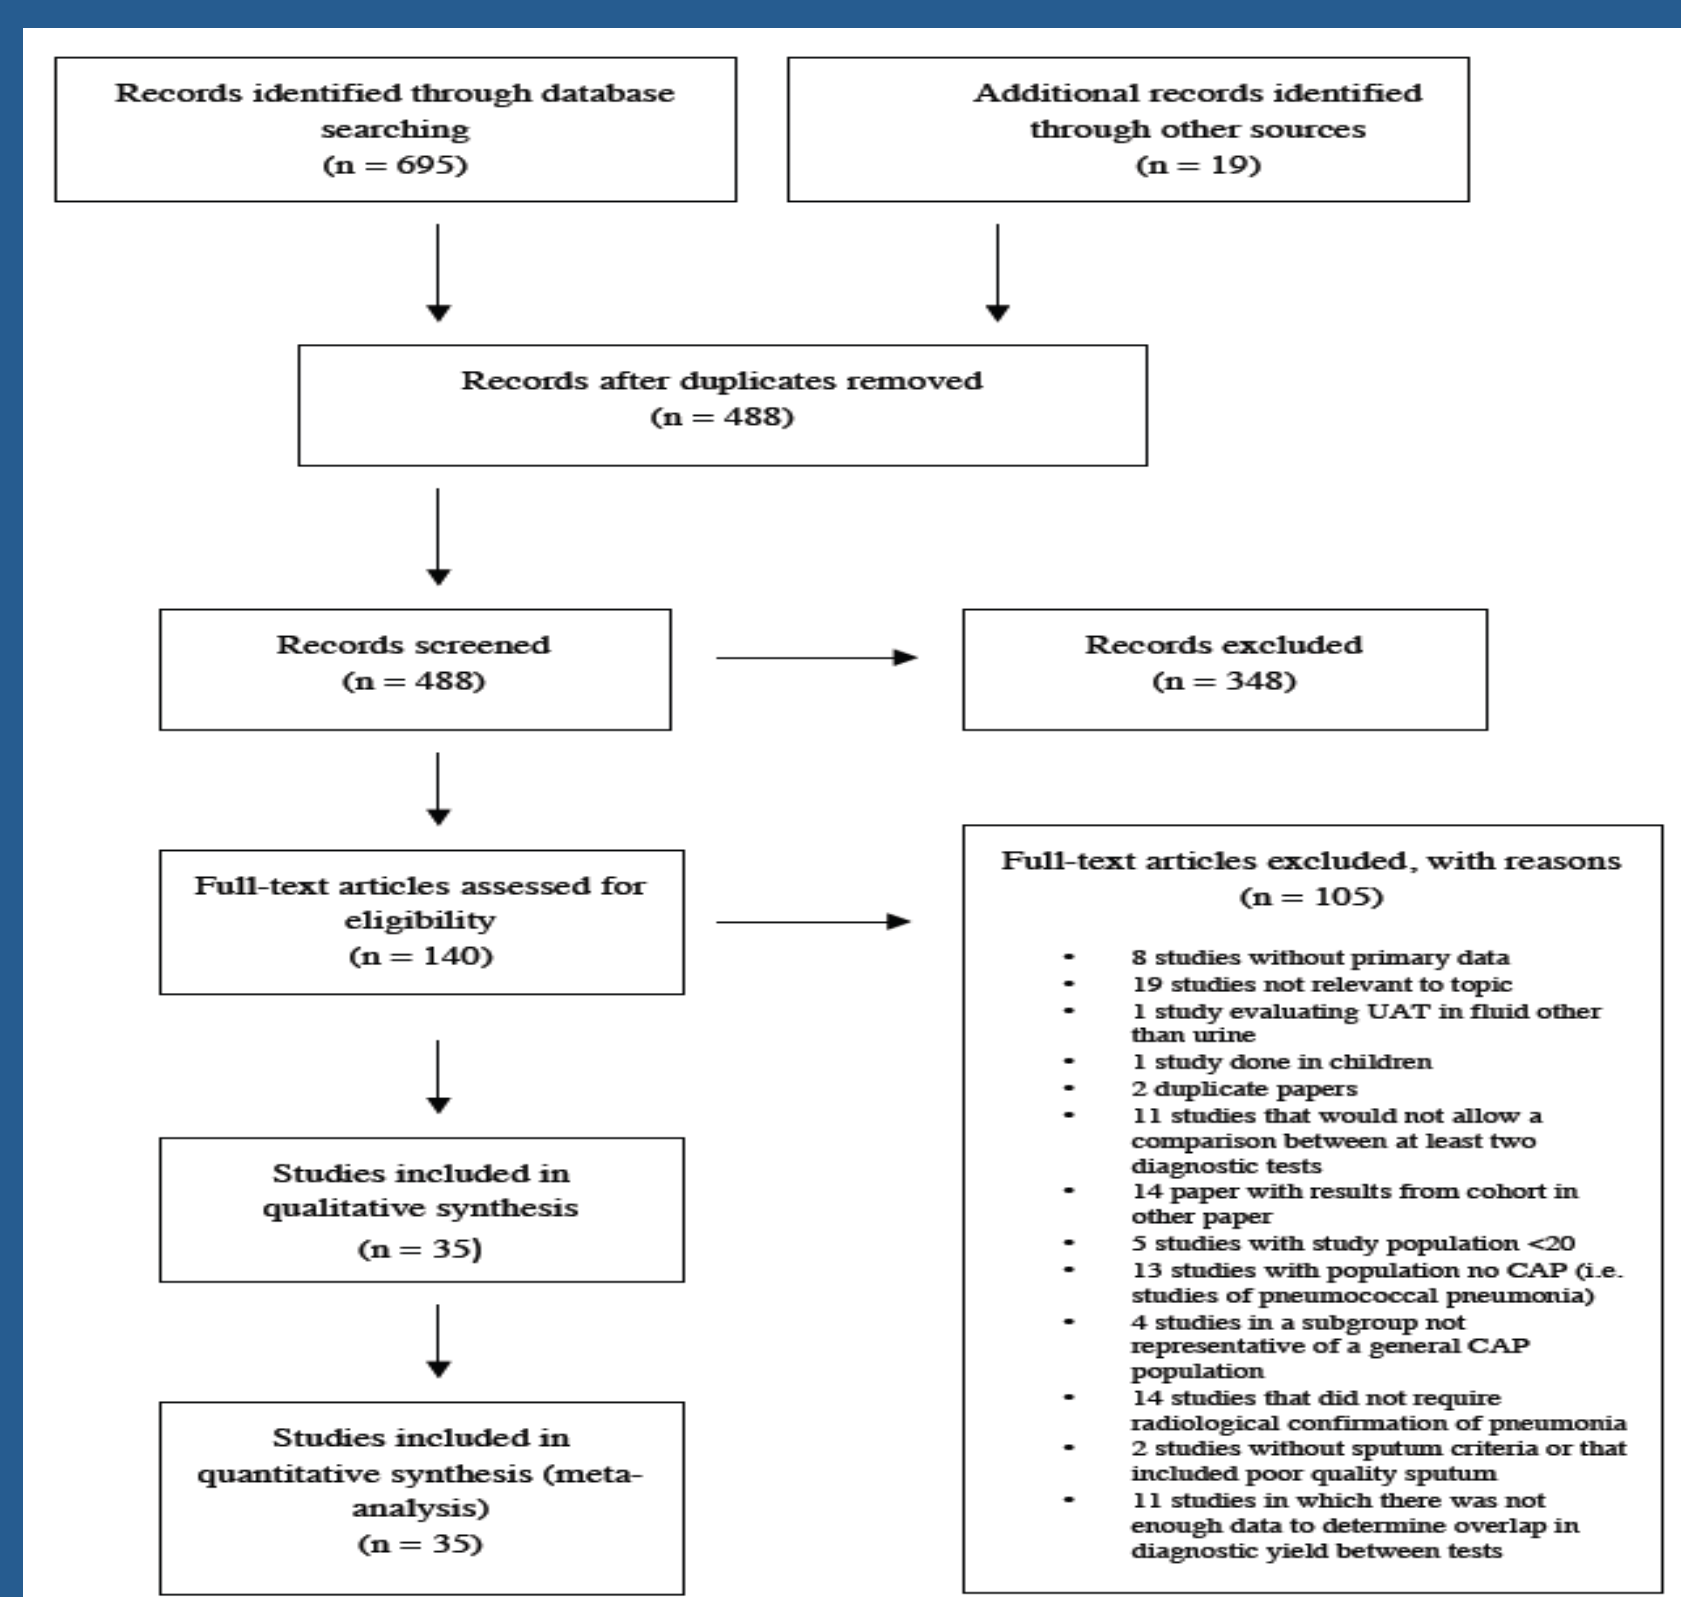 Records identified through database
searching
(n = 695)
Additional records identified
through other sources
(n = 19)
Records after duplicates removed
(n = 488)
Records screened
(n = 488)
Records excluded
(n = 348)
Full-text articles assessed for
eligibility
(n = 140)
Full-text articles excluded, with reasons
(n = 105)
• 8 studies without primary data
• 19 studies not relevant to topic
• 1 study evaluating UAT in fluid other
than urine
• 1 study done in children
• 2 duplicate papers
• 11 studies that would not allow a
comparison between at least two
diagnostic tests
• 14 paper with results from cohort in
other paper
• 5 studies with study population <20
• 13 studies with population no CAP (i.e.
studies of pneumococcal pneumonia)
• 4 studies in a subgroup not
representative of a general CAP
population
• 14 studies that did not require
radiological confirmation of pneumonia
• 2 studies without sputum criteria or that
included poor quality sputum
• 11 studies in which there was not
enough data to determine overlap in
diagnostic yield between tests
Studies included in
qualitative synthesis
(n = 35)
Studies included in
quantitative synthesis (meta-
analysis)
(n = 35)